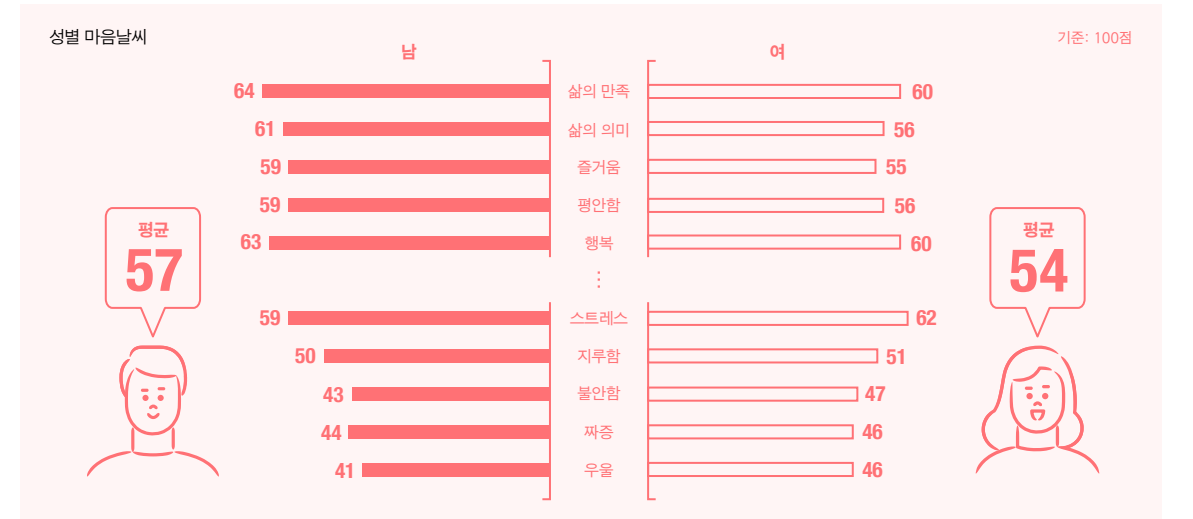 성별 마음날씨
기준: 100점
남 여
64 삶의 만족 60
61 삶의 의미 56
59 즐거움 55
59 평안함 56
63 행복 60
⋮
59 스트레스 62
50 지루함 51
43 불안함 47
44 짜증 46
41 우울 46
평균
57
평균
54